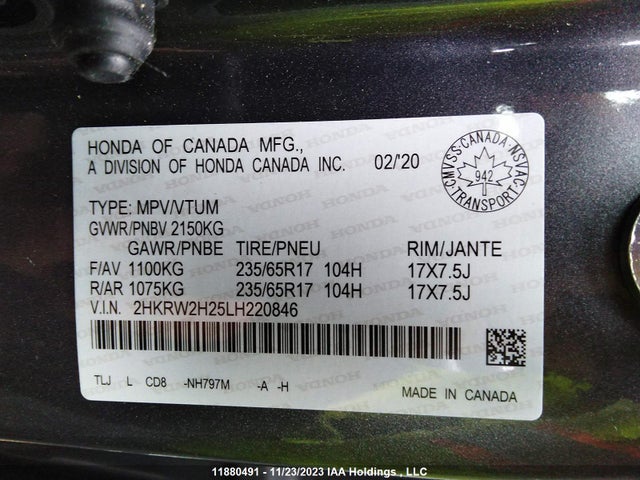 HONDA OF CANADA MFG.,
A DIVISION OF HONDA CANADA INC. 02/'20
CMVSS · CANADA · NSVAC · TRANSPORT
942
TYPE: MPV/VTUM
GVWR/PNBV 2150KG
GAWR/PNBE TIRE/PNEU RIM/JANTE
F/AV 1100KG 235/65R17 104H 17X7.5J
R/AR 1075KG 235/65R17 104H 17X7.5J
V.I.N. 2HKRW2H25LH220846
TLJ L CD8 -NH797M -A -H
MADE IN CANADA
11880491 - 11/23/2023 IAA Holdings , LLC